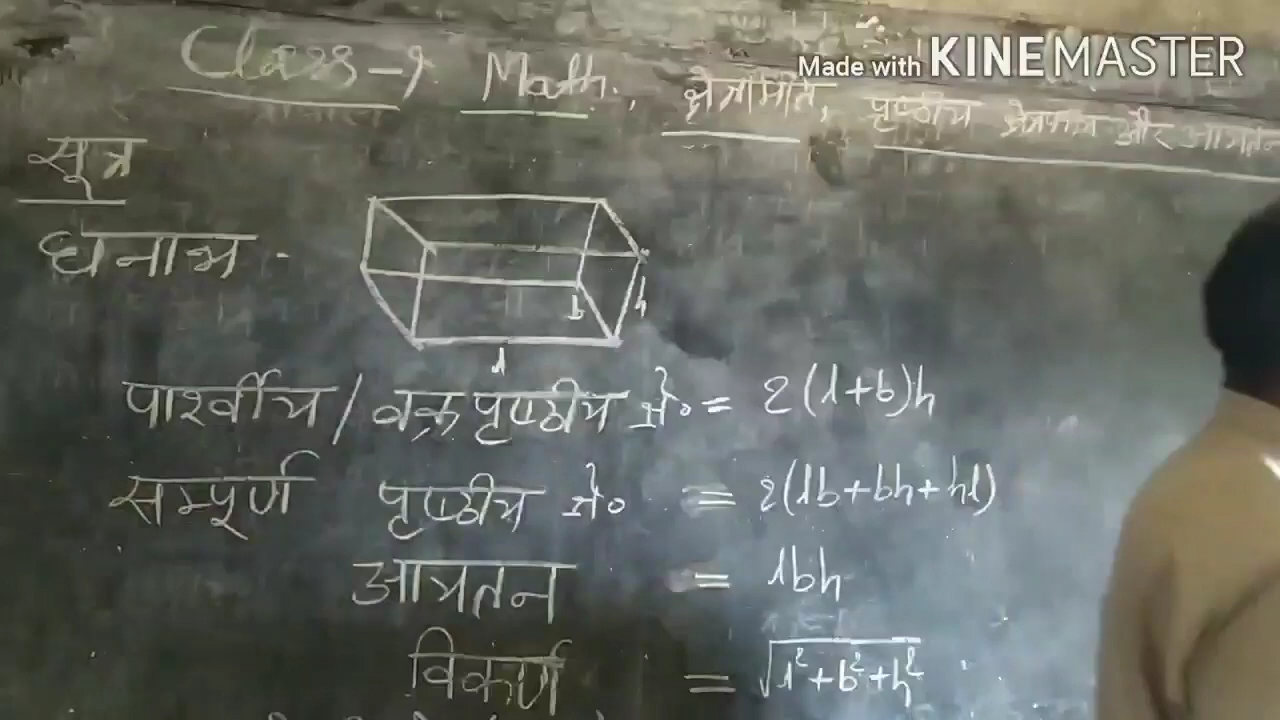 Made with KINEMASTER
Class-9 Math, क्षेत्रमिति, पृष्ठीय क्षेत्रफल और आयतन
सूत्र
घनाभ -
b h
l
पार्श्वीय / वक्र पृष्ठीय क्षे० = 2(l+b)h
सम्पूर्ण पृष्ठीय क्षे० = 2(lb+bh+hl)
आयतन = lbh
विकर्ण = √l²+b²+h²